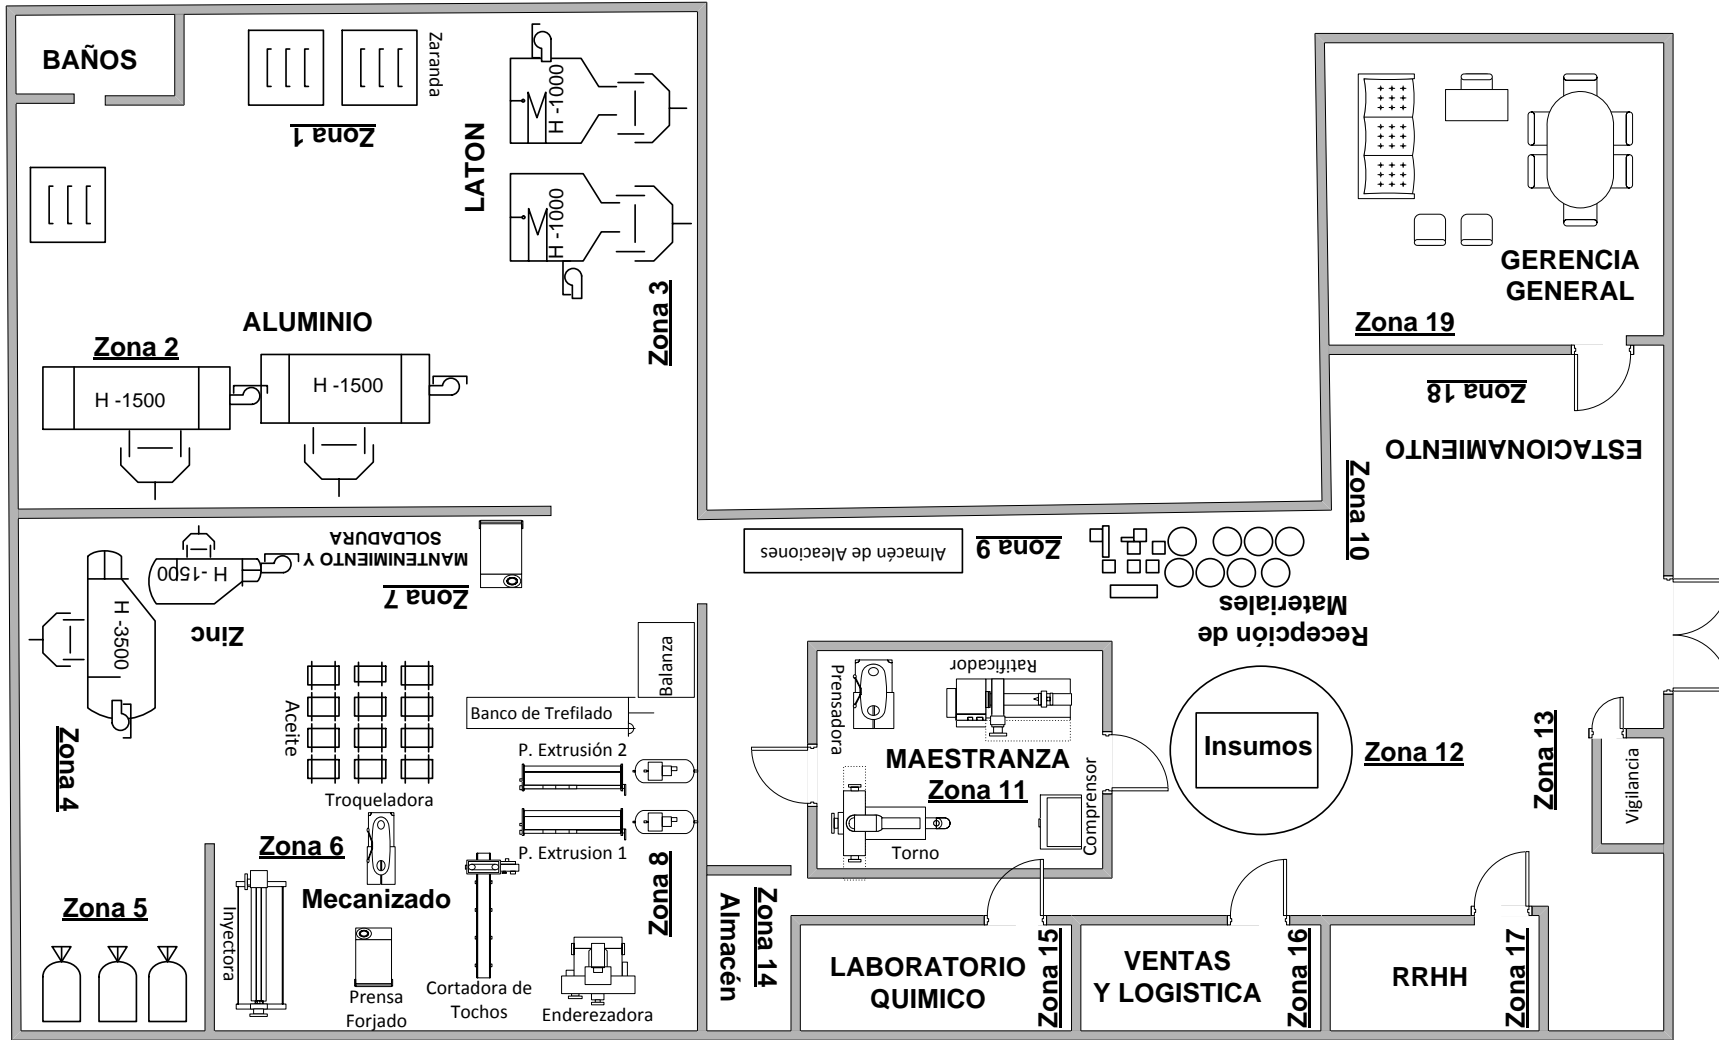 BAÑOS
Zaranda
Zona 1
LATON
H -1000
H -1000
Zona 3
ALUMINIO
Zona 2
H -1500
H -1500
GERENCIA
GENERAL
Zona 19
Zona 18
ESTACIONAMIENTO
Zona 10
MANTENIMIENTO Y
SOLDADURA
Zona 7
H -1500
H -3500
Zinc
Zona 4
Almacén de Aleaciones
Zona 9
Recepción de
Materiales
Balanza
Aceite
Banco de Trefilado
P. Extrusión 2
P. Extrusion 1
Troqueladora
Zona 6
Mecanizado
Zona 8
Zona 5
Inyectora
Prensa
Forjado
Cortadora de
Tochos
Enderezadora
Prensadora
Ratificador
MAESTRANZA
Zona 11
Torno
Comprensor
Insumos
Zona 12
Zona 13
Vigilancia
Almacén
Zona 14
LABORATORIO
QUIMICO
Zona 15
VENTAS
Y LOGISTICA
Zona 16
RRHH
Zona 17